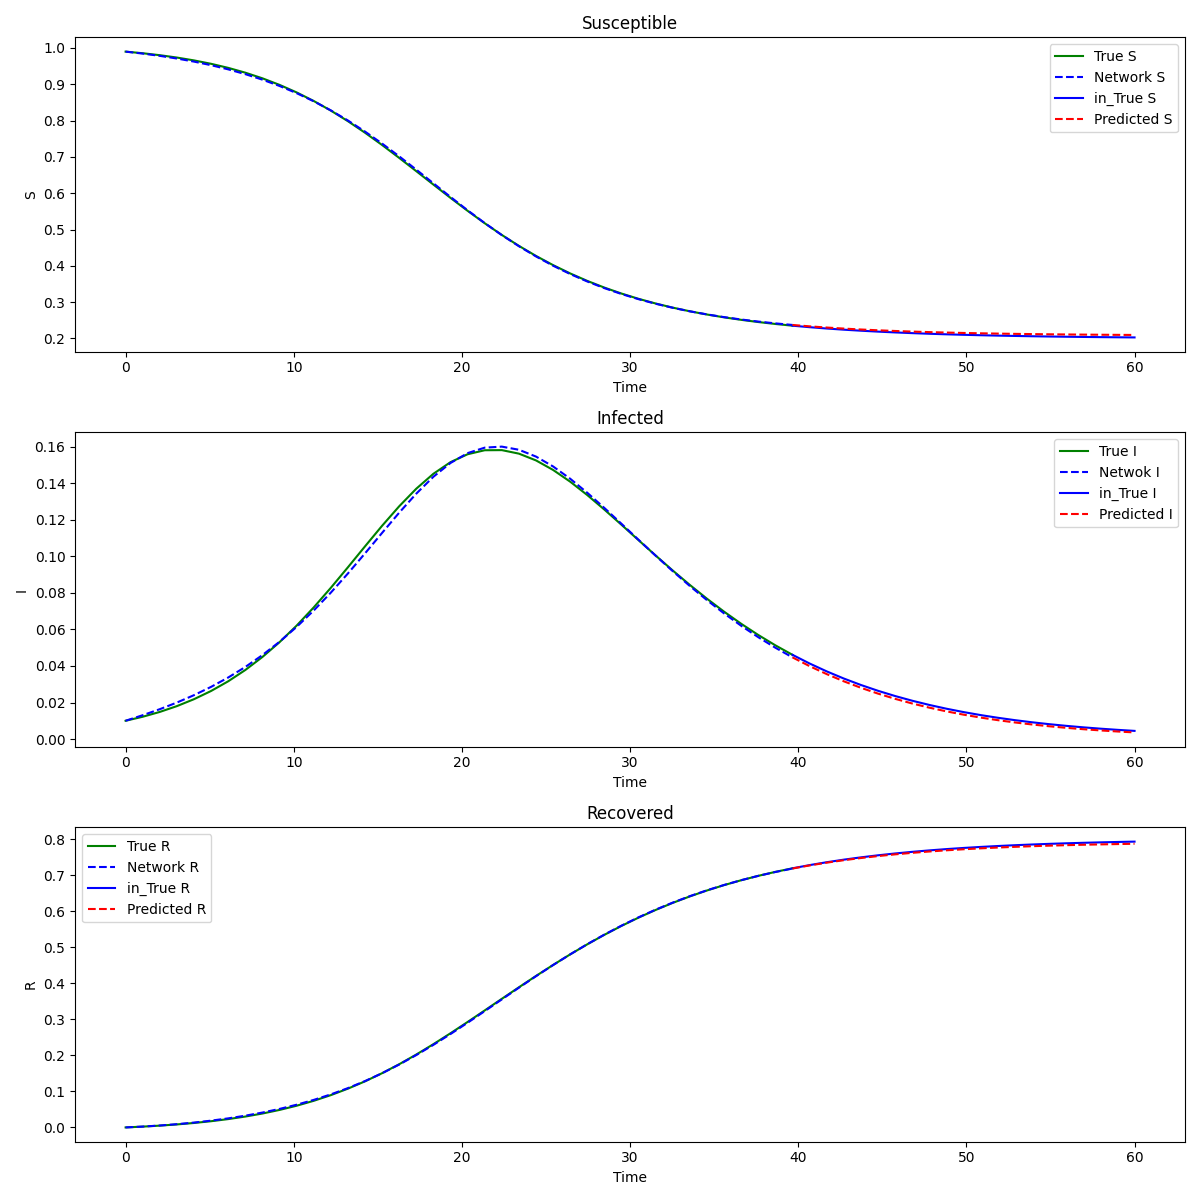 Susceptible
1.0
0.9
0.8
0.7
0.6
0.5
0.4
0.3
0.2
S
True S
Network S
in_True S
Predicted S
0 10 20 30 40 50 60
Time
Infected
0.16
0.14
0.12
0.10
0.08
0.06
0.04
0.02
0.00
I
True I
Netwok I
in_True I
Predicted I
0 10 20 30 40 50 60
Time
Recovered
0.8
0.7
0.6
0.5
0.4
0.3
0.2
0.1
0.0
R
True R
Network R
in_True R
Predicted R
0 10 20 30 40 50 60
Time